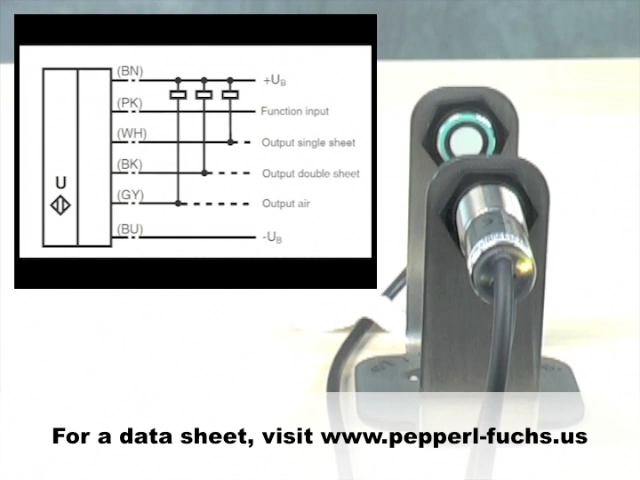 (BN) +UB
(PK) Function input
(WH) Output single sheet
(BK) Output double sheet
U
(GY) Output air
(BU) -UB
For a data sheet, visit www.pepperl-fuchs.us